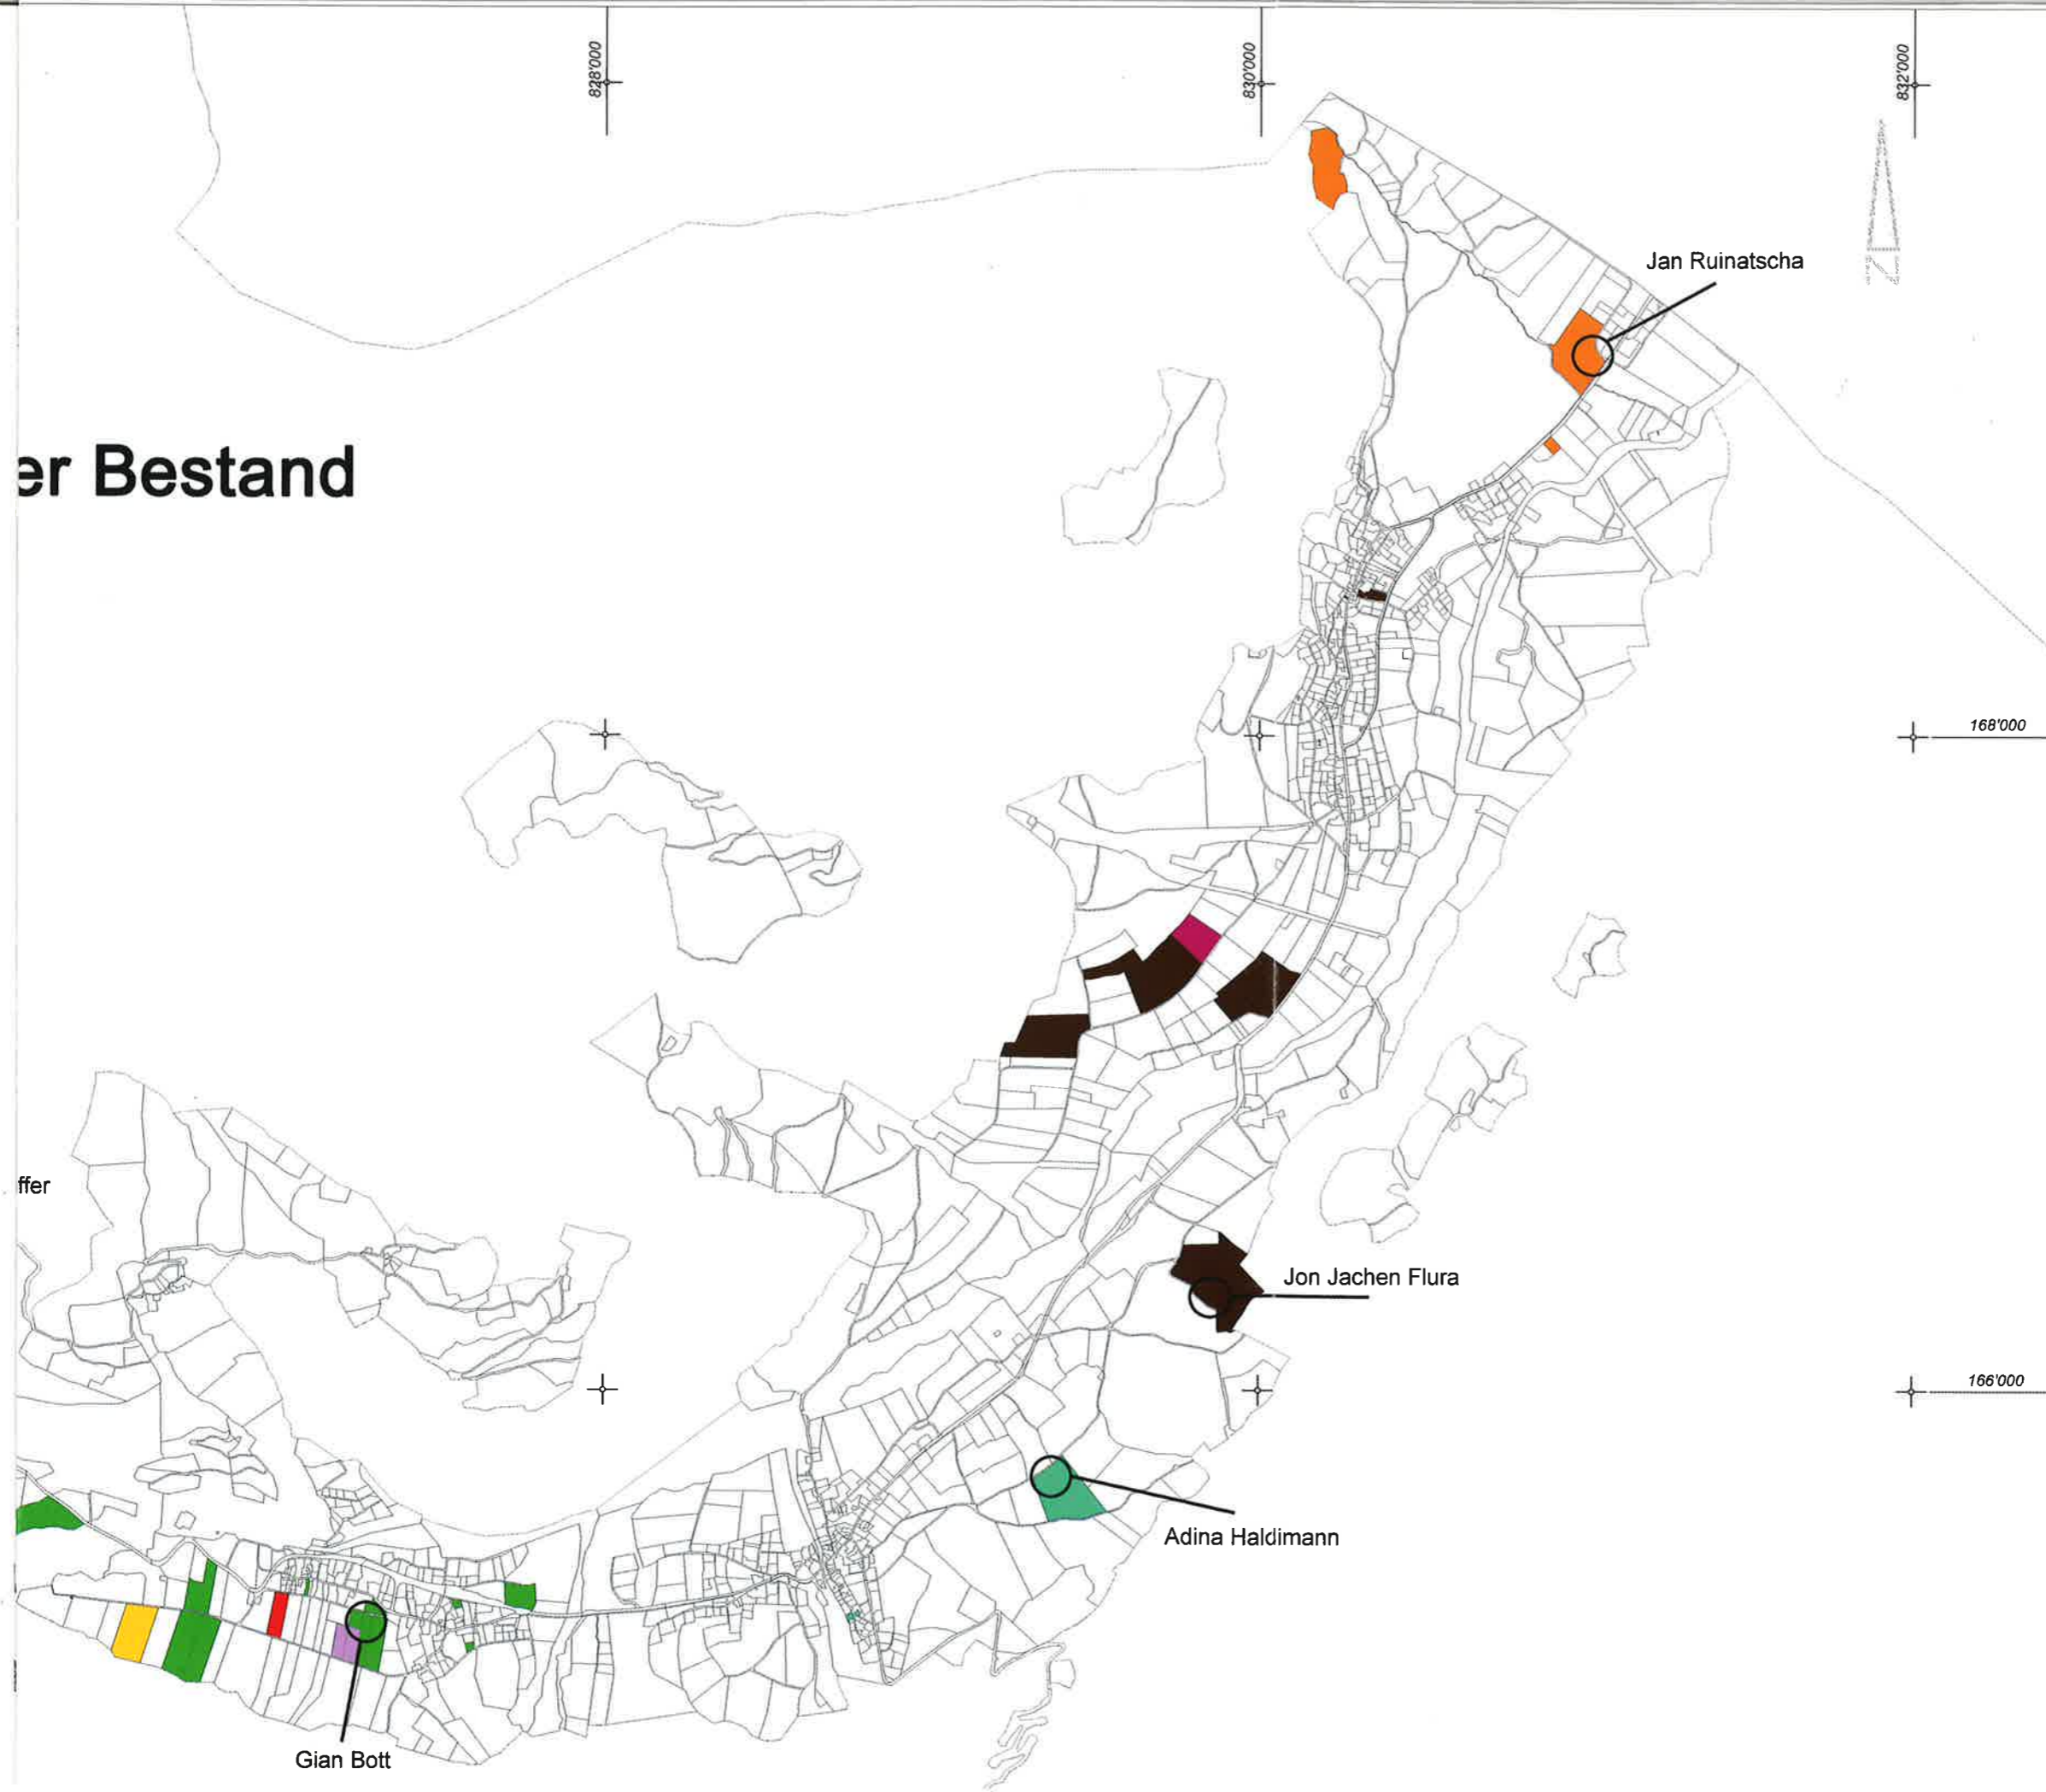 828'000
830'000
832'000
N
Jan Ruinatscha
er Bestand
168'000
ffer
Jon Jachen Flura
166'000
Adina Haldimann
Gian Bott